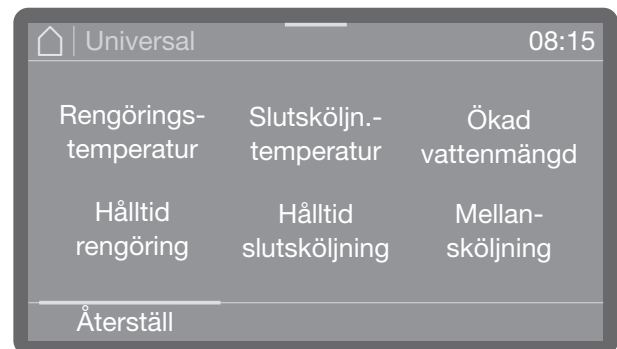 Universal 08:15
Rengörings- Slutsköljn.- Ökad
temperatur temperatur vattenmängd
Hålltid Hålltid Mellan-
rengöring slutsköljning sköljning
Återställ